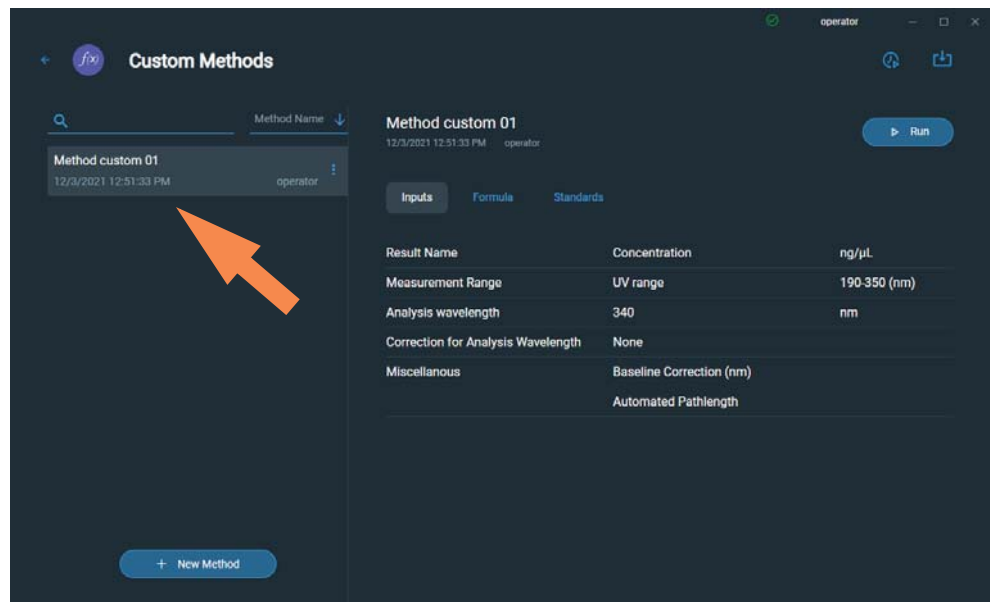 operator
f(x) Custom Methods
Method Name
Method custom 01
12/3/2021 12:51:33 PM operator
Method custom 01
12/3/2021 12:51:33 PM operator
Run
Inputs Formula Standards
Result Name Concentration ng/µL
Measurement Range UV range 190-350 (nm)
Analysis wavelength 340 nm
Correction for Analysis Wavelength None
Miscellanous Baseline Correction (nm)
Automated Pathlength
+ New Method